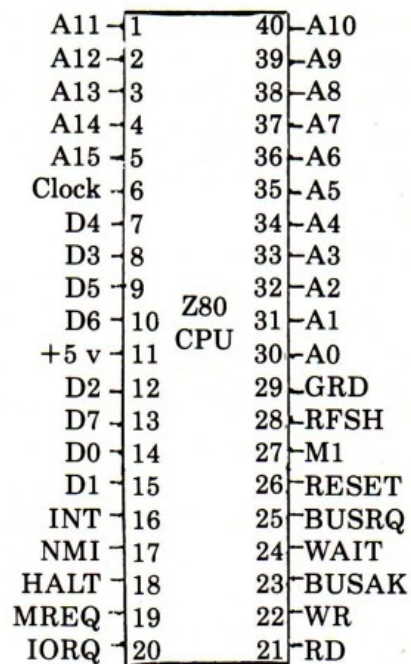 A11 1 40 A10
A12 2 39 A9
A13 3 38 A8
A14 4 37 A7
A15 5 36 A6
Clock 6 35 A5
D4 7 34 A4
D3 8 33 A3
D5 9 32 A2
D6 10 Z80 31 A1
+5 v 11 CPU 30 A0
D2 12 29 GRD
D7 13 28 RFSH
D0 14 27 M1
D1 15 26 RESET
INT 16 25 BUSRQ
NMI 17 24 WAIT
HALT 18 23 BUSAK
MREQ 19 22 WR
IORQ 20 21 RD